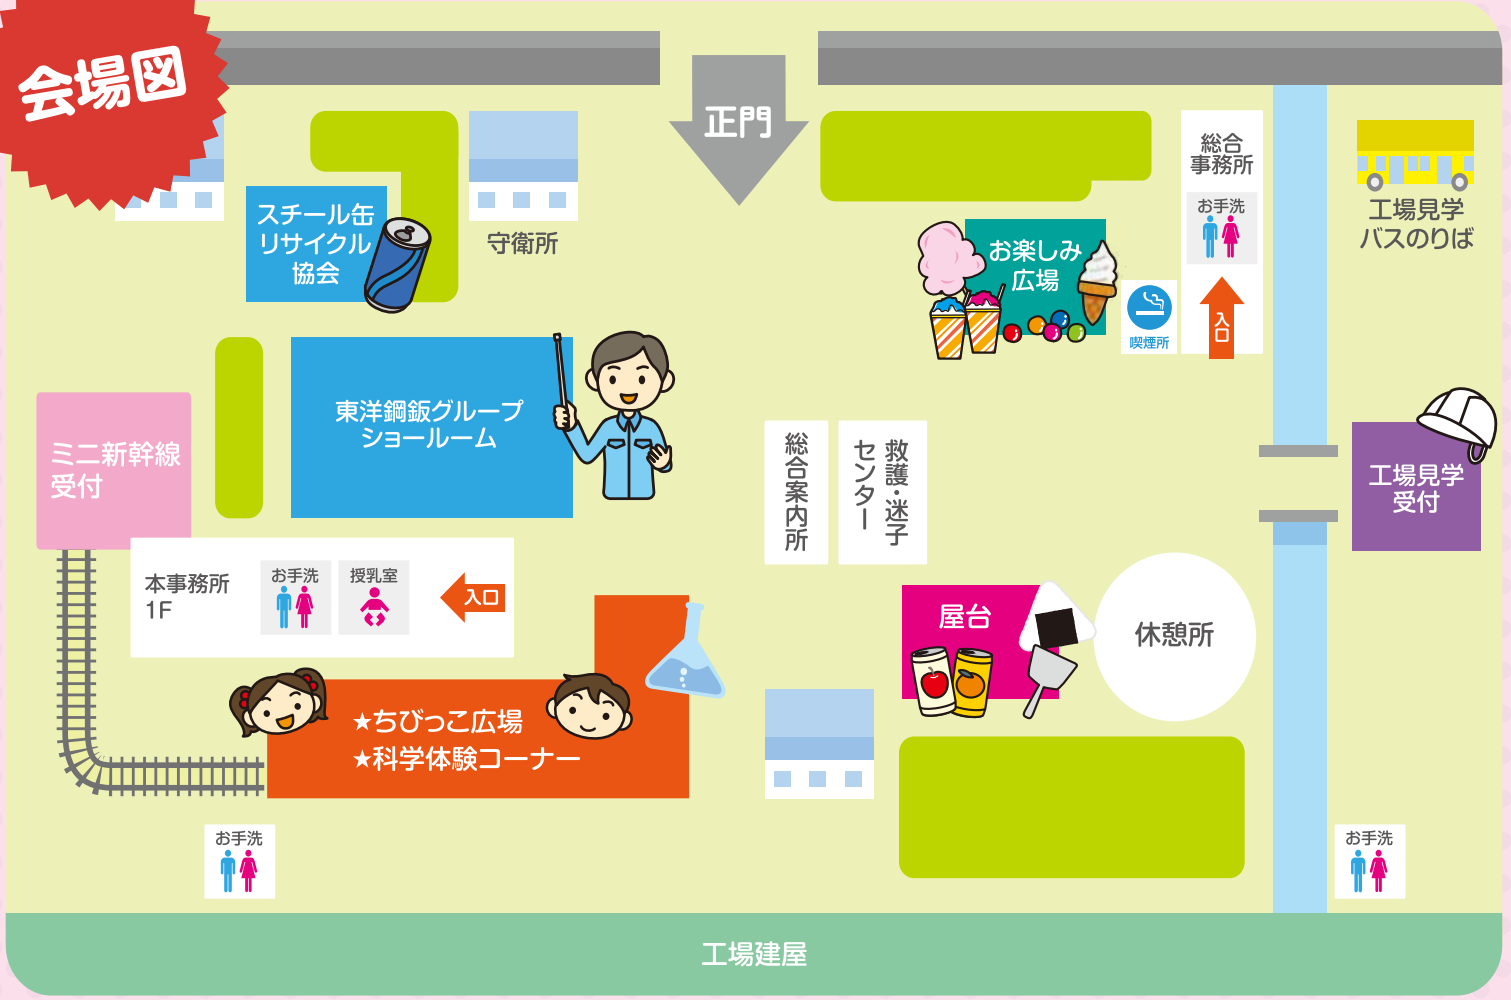 会場図
正門
スチール缶
リサイクル
協会
守衛所
お楽しみ
広場
喫煙所
総合
事務所
お手洗
入口
工場見学
バスのりば
東洋鋼鈑グループ
ショールーム
ミニ新幹線
受付
総合案内所
救護・迷子
センター
工場見学
受付
本事務所
1F
お手洗
授乳室
入口
屋台
休憩所
★ちびっこ広場
★科学体験コーナー
お手洗
お手洗
工場建屋